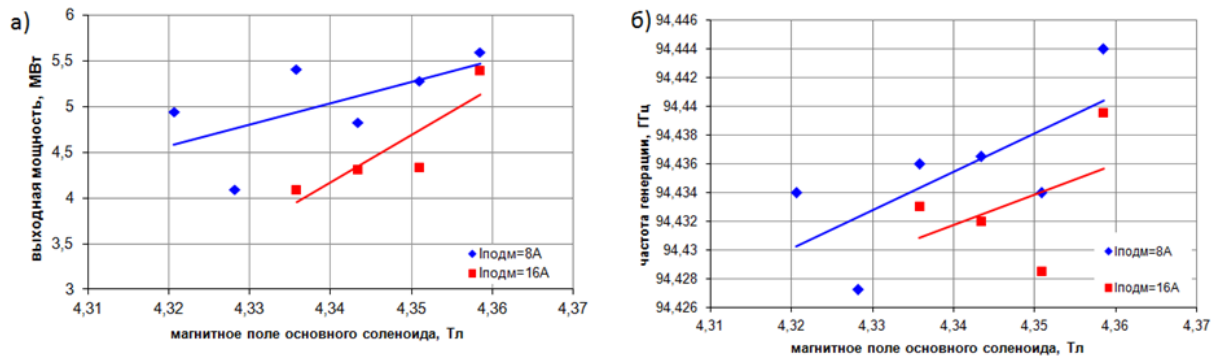 а)
выходная мощность, МВт
6
5,5
5
4,5
4
3,5
3
4,31 4,32 4,33 4,34 4,35 4,36 4,37
магнитное поле основного соленоида, Тл
Iподм=8А
Iподм=16А
б)
частота генерации, ГГц
94,446
94,444
94,442
94,44
94,438
94,436
94,434
94,432
94,43
94,428
94,426
4,31 4,32 4,33 4,34 4,35 4,36 4,37
магнитное поле основного соленоида, Тл
Iподм=8А
Iподм=16А